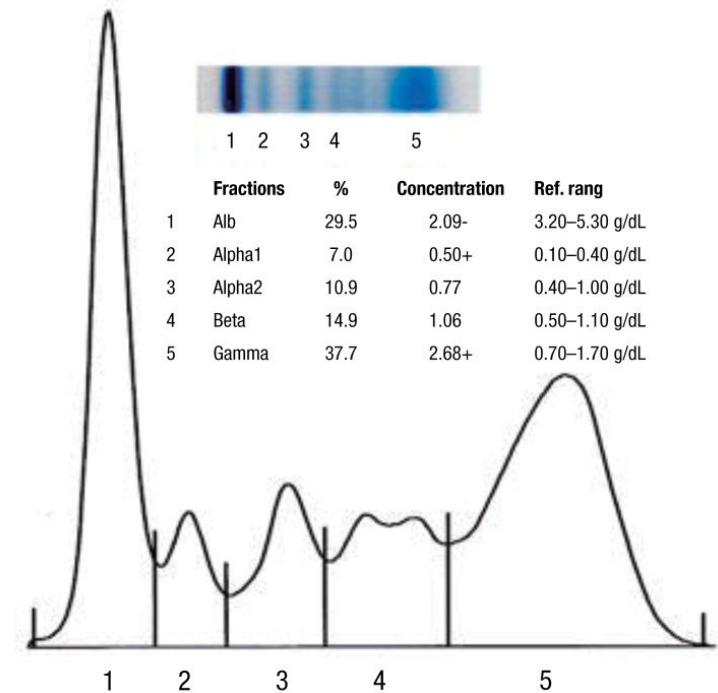 1 2 3 4 5
Fractions % Concentration Ref. rang
1 Alb 29.5 2.09- 3.20–5.30 g/dL
2 Alpha1 7.0 0.50+ 0.10–0.40 g/dL
3 Alpha2 10.9 0.77 0.40–1.00 g/dL
4 Beta 14.9 1.06 0.50–1.10 g/dL
5 Gamma 37.7 2.68+ 0.70–1.70 g/dL
1 2 3 4 5